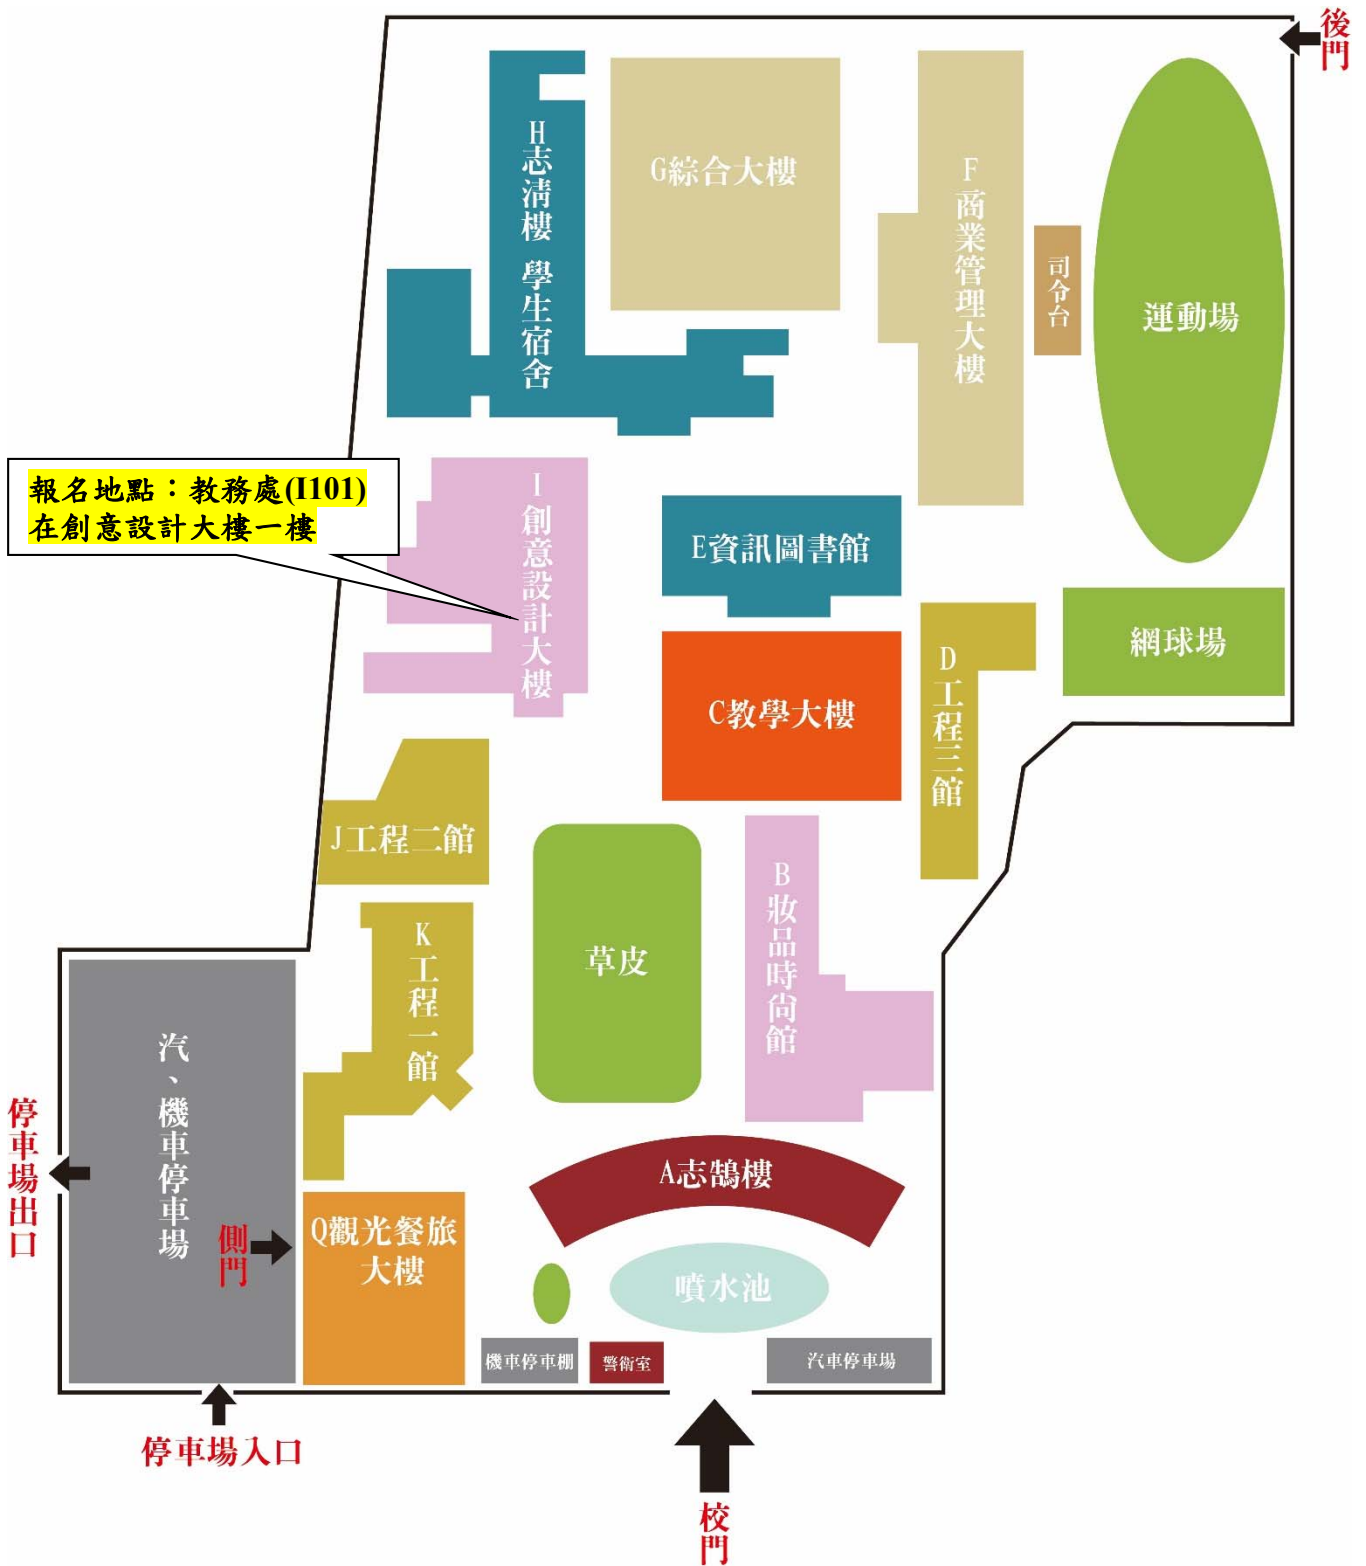 後門
H志清樓 學生宿舍
G綜合大樓
F商業管理大樓
司令台
運動場
報名地點：教務處(I101)
在創意設計大樓一樓
I創意設計大樓
E資訊圖書館
網球場
C教學大樓
D工程三館
J工程二館
B妝品時尚館
K工程一館
草皮
汽、機車停車場
停車場出口
A志鵠樓
側門
Q觀光餐旅
大樓
噴水池
機車停車棚
警衛室
汽車停車場
停車場入口
校門